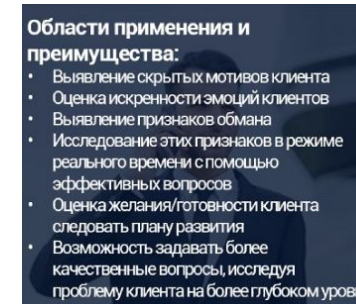 Области применения и
преимущества:
• Выявление скрытых мотивов клиента
• Оценка искренности эмоций клиентов
• Выявление признаков обмана
• Исследование этих признаков в режиме
реального времени с помощью
эффективных вопросов
• Оценка желания/готовности клиента
следовать плану развития
• Возможность задавать более
качественные вопросы, исследуя
проблему клиента на более глубоком уров